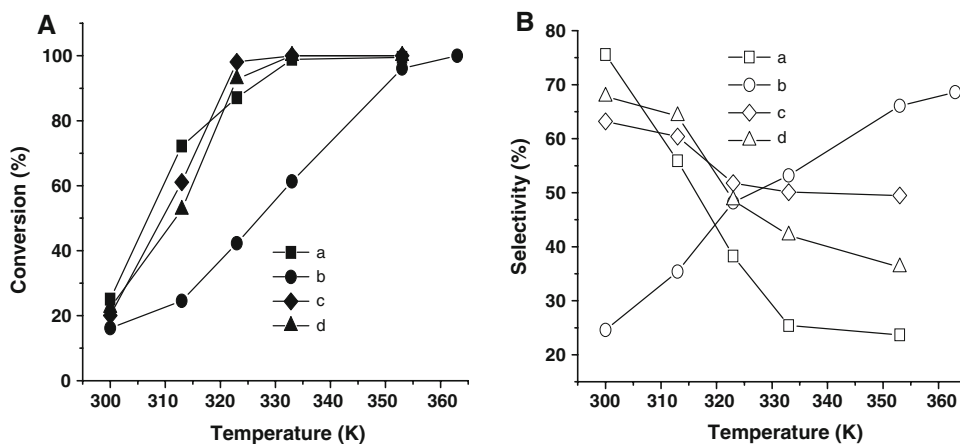 A
100
80
60
40
20
0
Conversion (%)
a
b
c
d
300 310 320 330 340 350 360
Temperature (K)
B
80
70
60
50
40
30
20
Selectivity (%)
a
b
c
d
300 310 320 330 340 350 360
Temperature (K)